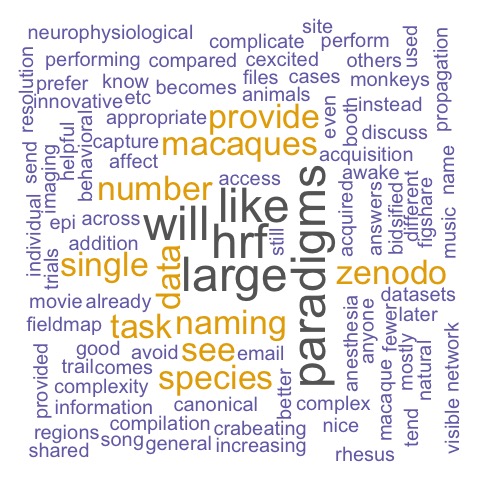 neurophysiological
site
complicate
perform
used
performing
compared
cexcited
others
propagation
resolution
prefer
know
becomes
files
cases
monkeys
innovative
etc
animals
even
booth
instead
send
helpful
behavioral
appropriate
provide
discuss
capture
macaques
acquisition
imaging
affect
access
awake
name
individual
trials
number
like
paradigms
acquired
answers
bidsified
different
figshare
music
epi
across
will
hrf
still
addition
single
data
large
zenodo
movie
already
datasets
fieldmap
task
naming
anesthesia
anyone
fewer
later
good
avoid
see
email
macaque
mostly
natural
visible
network
provided
trail
comes
species
better
complexity
information
canonical
complex
tend
regions
compilation
crabeating
nice
shared
song
general
increasing
rhesus